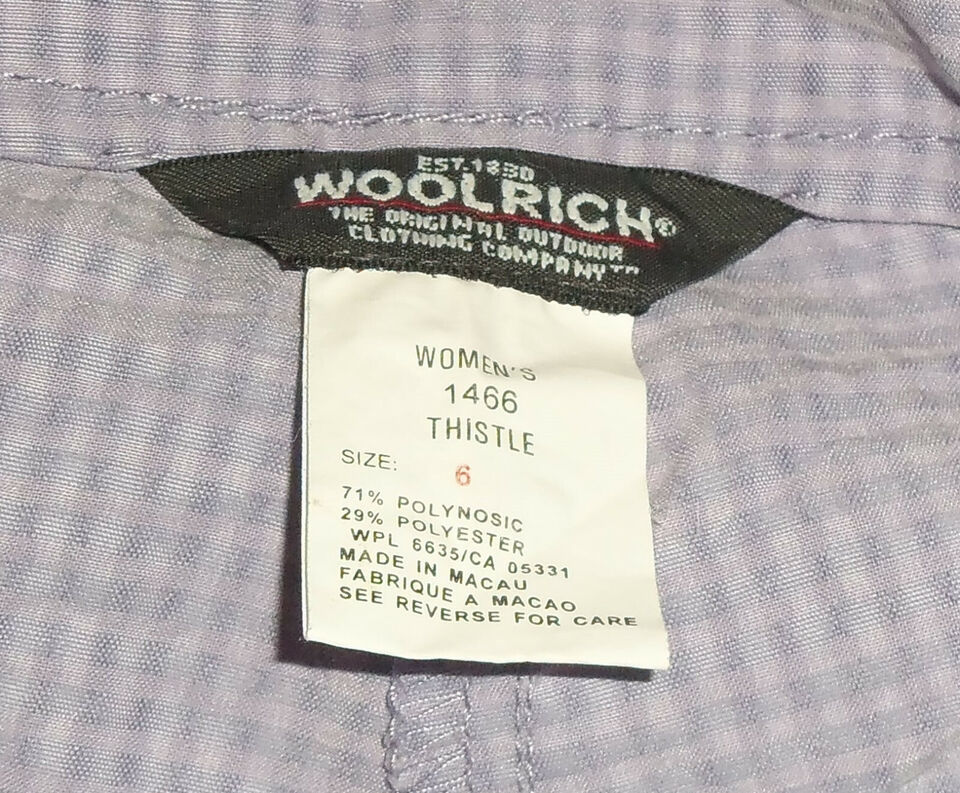 EST. 1830
WOOLRICH®
THE ORIGINAL OUTDOOR
CLOTHING COMPANY™
WOMEN'S
1466
THISTLE
SIZE: 6
71% POLYNOSIC
29% POLYESTER
WPL 6635/CA 05331
MADE IN MACAU
FABRIQUE A MACAO
SEE REVERSE FOR CARE